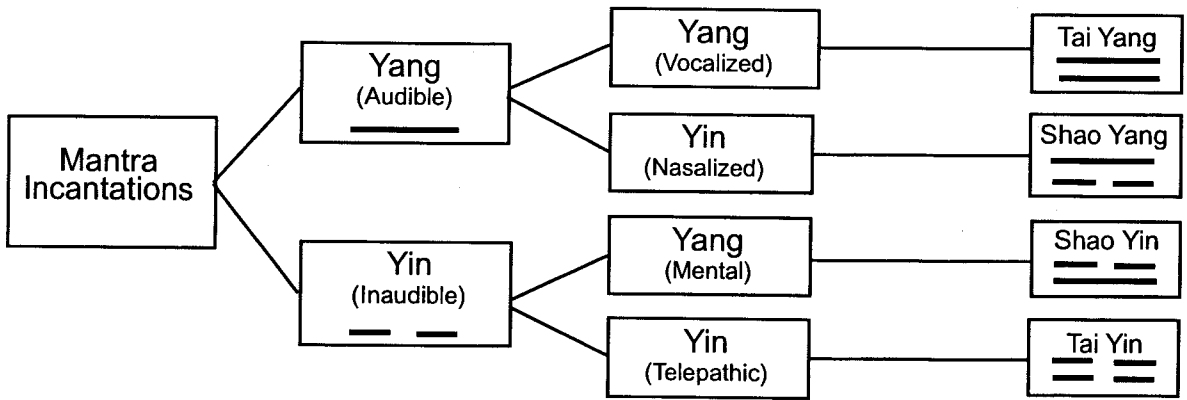 Mantra
Incantations
Yang
(Audible)
Yin
(Inaudible)
Yang
(Vocalized)
Yin
(Nasalized)
Yang
(Mental)
Yin
(Telepathic)
Tai Yang
Shao Yang
Shao Yin
Tai Yin